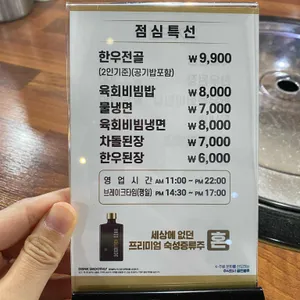 점심특선
한우전골 ₩ 9,900
(2인기준)(공기밥포함)
육회비빔밥 ₩ 8,000
물냉면 ₩ 7,000
육회비빔냉면 ₩ 8,000
차돌된장 ₩ 7,000
한우된장 ₩ 6,000
영업시간 AM 11:00 ~ PM 22:00
브레이크타임(평일) PM 14:30 ~ PM 17:00
세상에 없던
프리미엄 숙성증류주